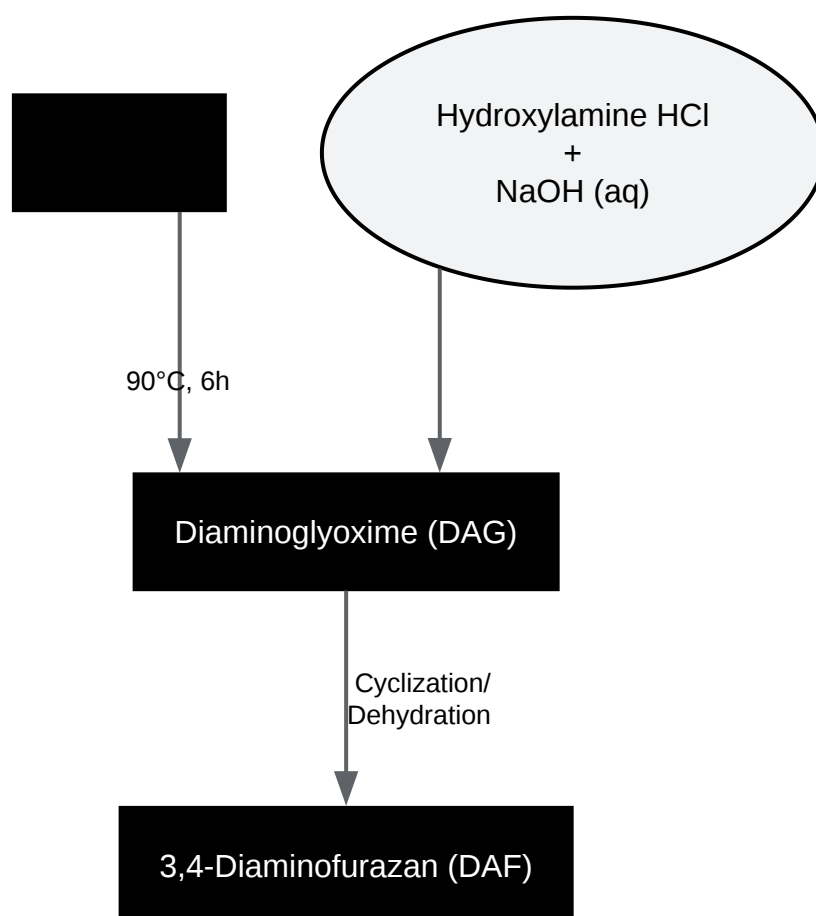 Hydroxylamine HCl
+
NaOH (aq)
90°C, 6h
Diaminoglyoxime (DAG)
Cyclization/
Dehydration
3,4-Diaminofurazan (DAF)